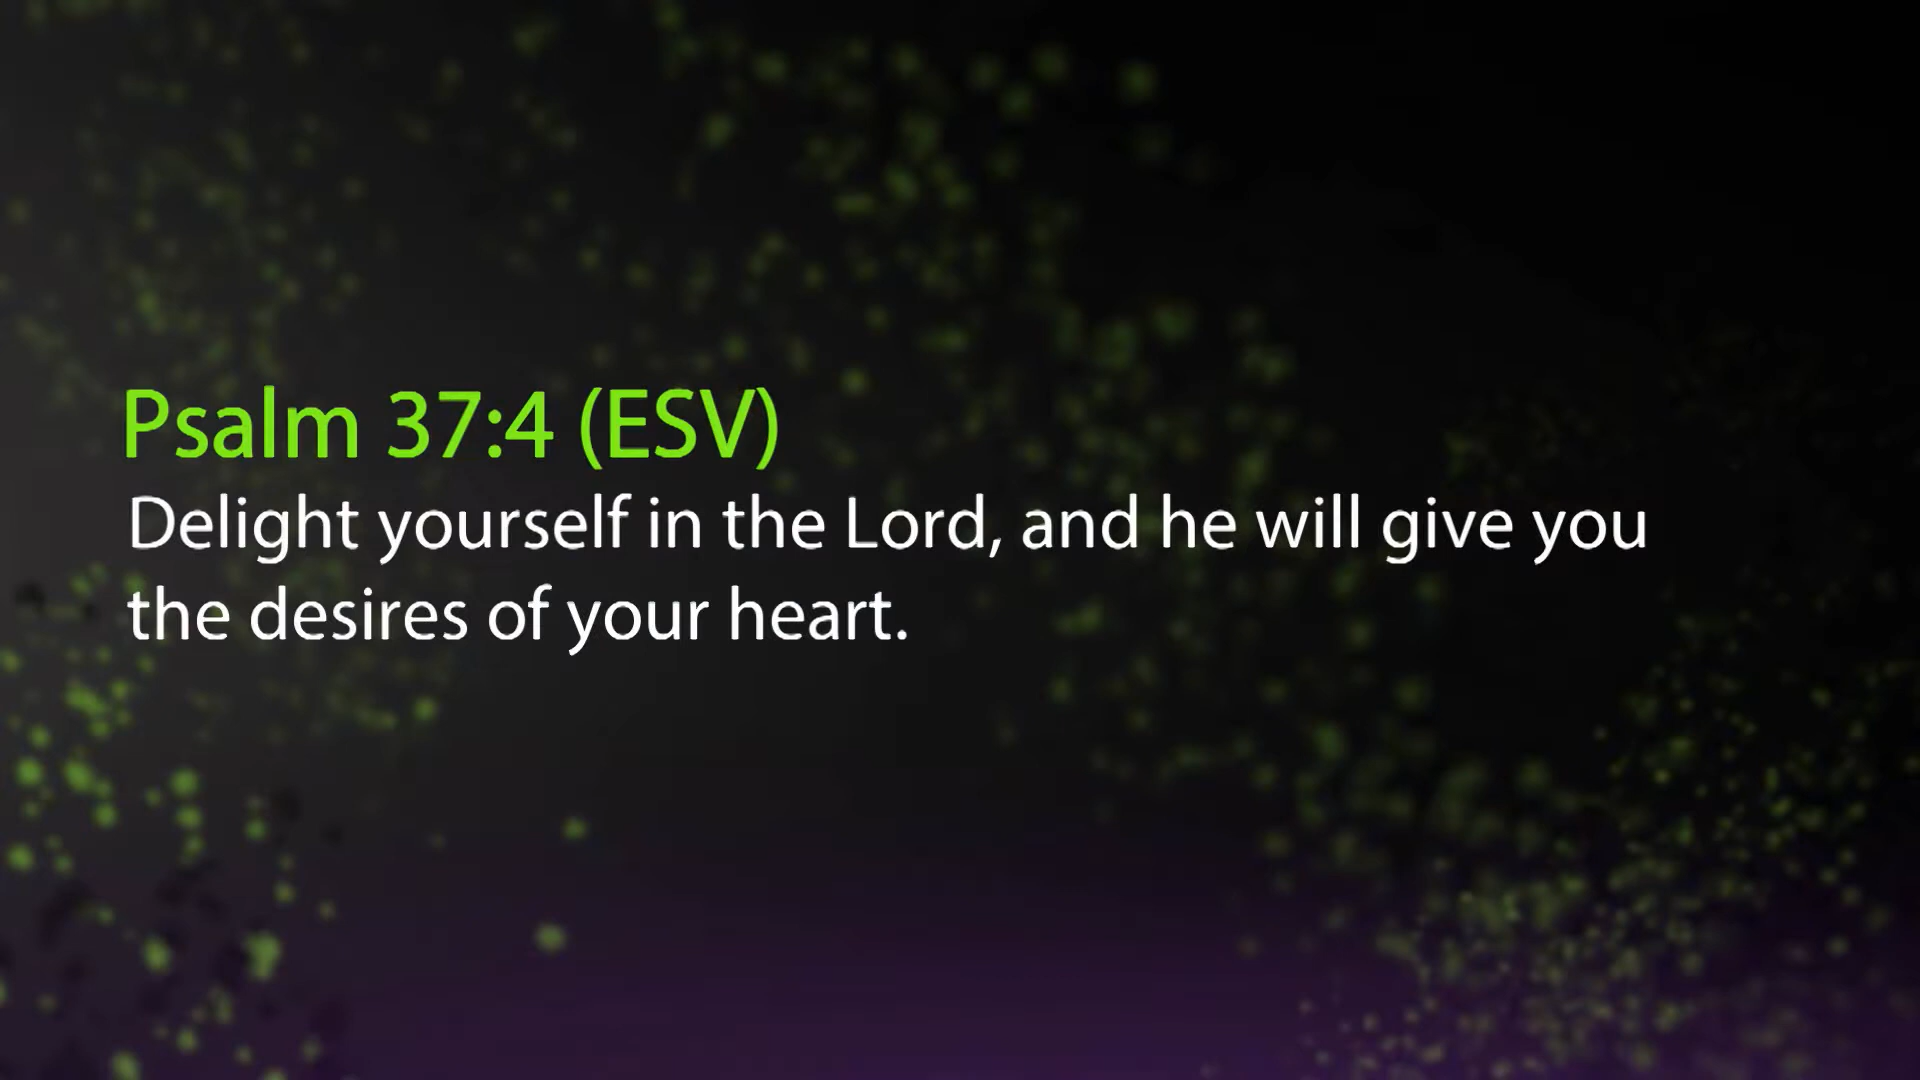 Psalm 37:4 (ESV)
Delight yourself in the Lord, and he will give you
the desires of your heart.